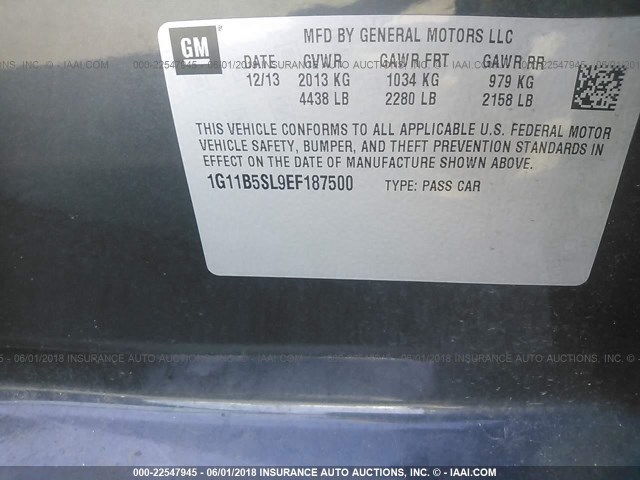 GM
MFD BY GENERAL MOTORS LLC
DATE GVWR GAWR FRT GAWR RR
12/13 2013 KG 1034 KG 979 KG
4438 LB 2280 LB 2158 LB
THIS VEHICLE CONFORMS TO ALL APPLICABLE U.S. FEDERAL MOTOR
VEHICLE SAFETY, BUMPER, AND THEFT PREVENTION STANDARDS IN
EFFECT ON THE DATE OF MANUFACTURE SHOWN ABOVE.
1G11B5SL9EF187500 TYPE: PASS CAR
000-22547945 - 06/01/2018 INSURANCE AUTO AUCTIONS, INC. - IAAI.COM